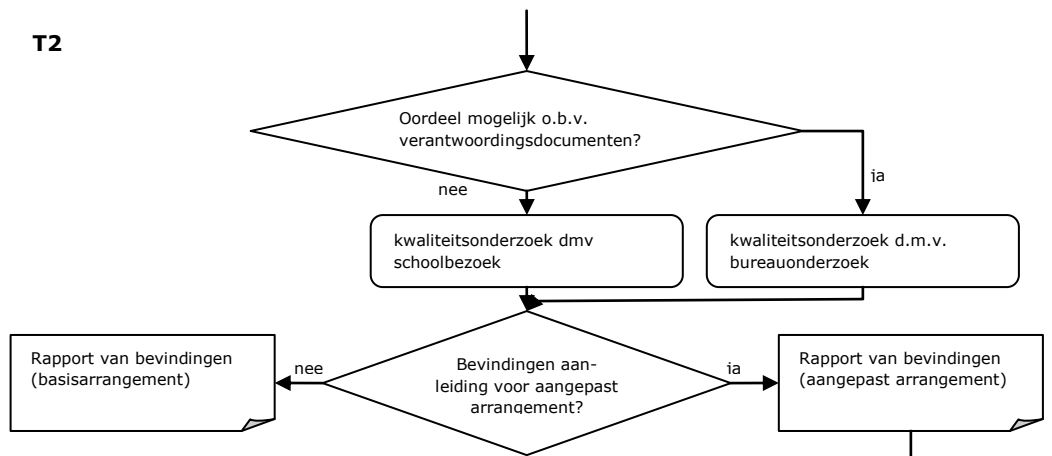 T2
Oordeel mogelijk o.b.v.
verantwoordingsdocumenten?
nee
ja
kwaliteitsonderzoek dmv
schoolbezoek
kwaliteitsonderzoek d.m.v.
bureauonderzoek
Rapport van bevindingen
(basisarrangement)
nee
Bevindingen aan-
leiding voor aangepast
arrangement?
ja
Rapport van bevindingen
(aangepast arrangement)